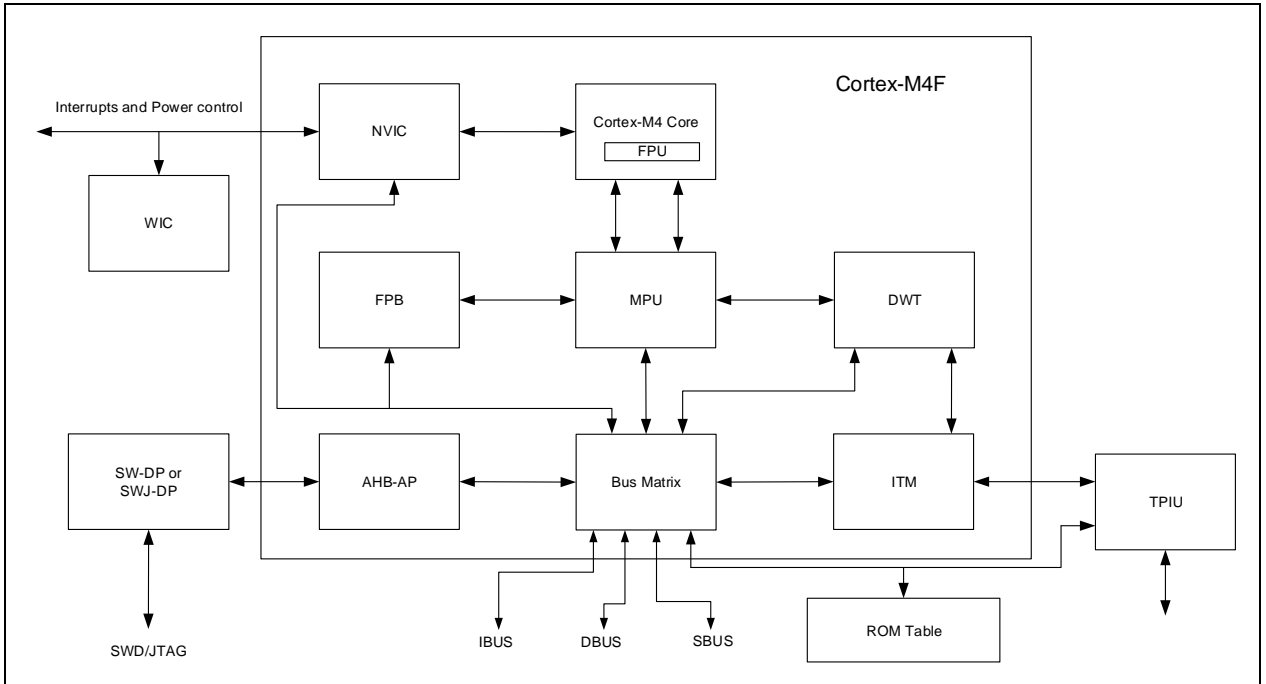 Cortex-M4F
Interrupts and Power control
NVIC
Cortex-M4 Core
FPU
WIC
FPB
MPU
DWT
SW-DP or
SWJ-DP
AHB-AP
Bus Matrix
ITM
TPIU
IBUS
DBUS
SBUS
ROM Table
SWD/JTAG